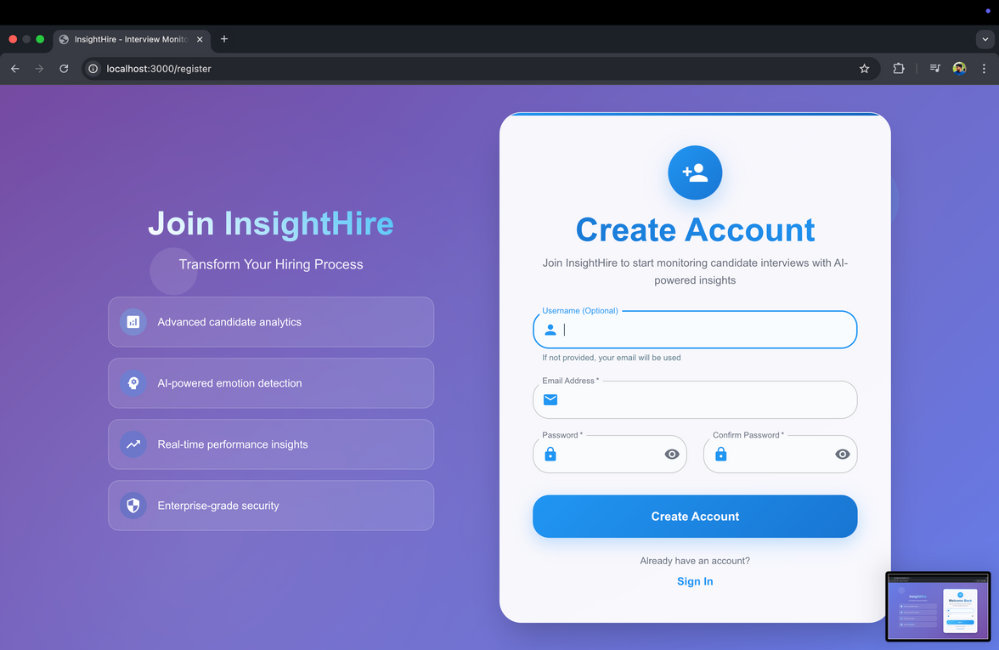 InsightHire - Interview Monito
localhost:3000/register
Join InsightHire
Transform Your Hiring Process
Advanced candidate analytics
AI-powered emotion detection
Real-time performance insights
Enterprise-grade security
Create Account
Join InsightHire to start monitoring candidate interviews with AI-
powered insights
Username (Optional)
If not provided, your email will be used
Email Address *
Password *
Confirm Password *
Create Account
Already have an account?
Sign In
InsightHire
Welcome Back